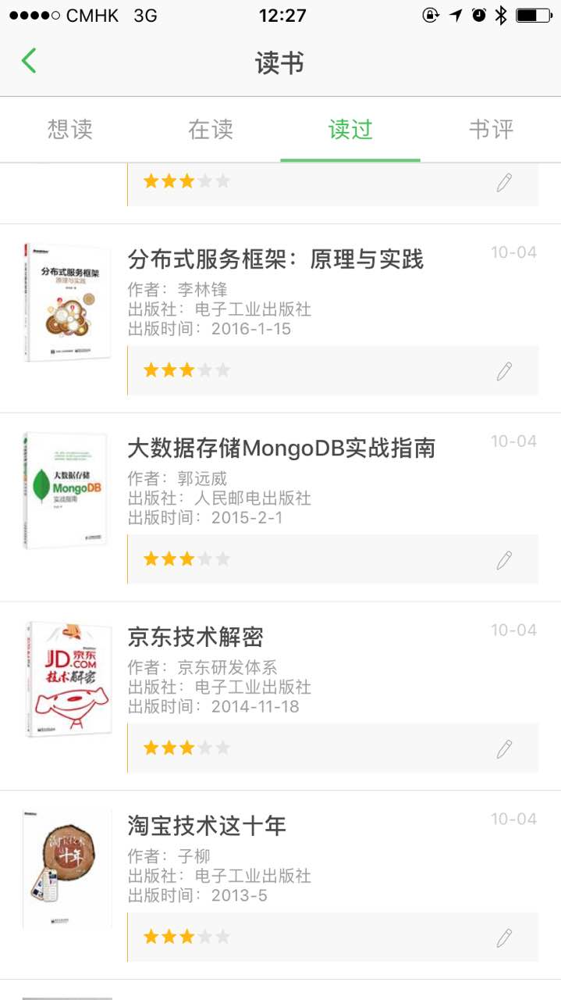 CMHK 3G 12:27
读书
想读 在读 读过 书评
分布式服务框架
原理与实践
分布式服务框架：原理与实践 10-04
作者：李林锋
出版社：电子工业出版社
出版时间：2016-1-15
大数据存储
MongoDB
实战指南
大数据存储MongoDB实战指南 10-04
作者：郭远威
出版社：人民邮电出版社
出版时间：2015-2-1
JD.COM 京东
技术解密
京东技术解密 10-04
作者：京东研发体系
出版社：电子工业出版社
出版时间：2014-11-18
淘宝技术
这十年
淘宝技术这十年 10-04
作者：子柳
出版社：电子工业出版社
出版时间：2013-5